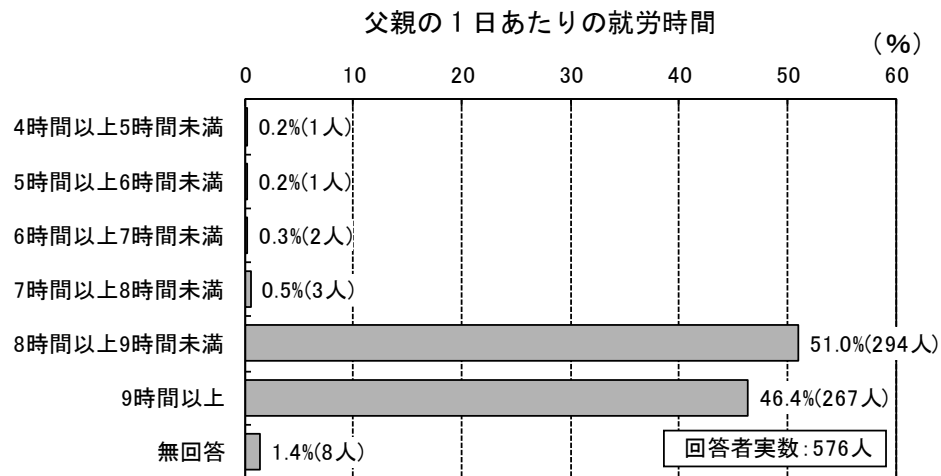 父親の1日あたりの就労時間
(%)
0 10 20 30 40 50 60
4時間以上5時間未満 0.2%(1人)
5時間以上6時間未満 0.2%(1人)
6時間以上7時間未満 0.3%(2人)
7時間以上8時間未満 0.5%(3人)
8時間以上9時間未満 51.0%(294人)
9時間以上 46.4%(267人)
無回答 1.4%(8人)
回答者実数:576人